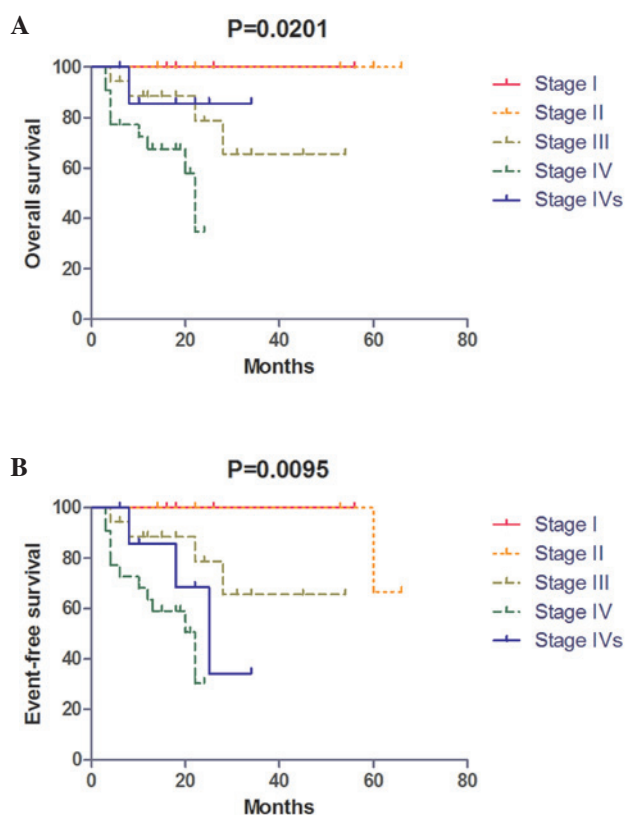 A
P=0.0201
Overall survival
100
80
60
40
20
0
0 20 40 60 80
Months
Stage I
Stage II
Stage III
Stage IV
Stage IVs
B
P=0.0095
Event-free survival
100
80
60
40
20
0
0 20 40 60 80
Months
Stage I
Stage II
Stage III
Stage IV
Stage IVs